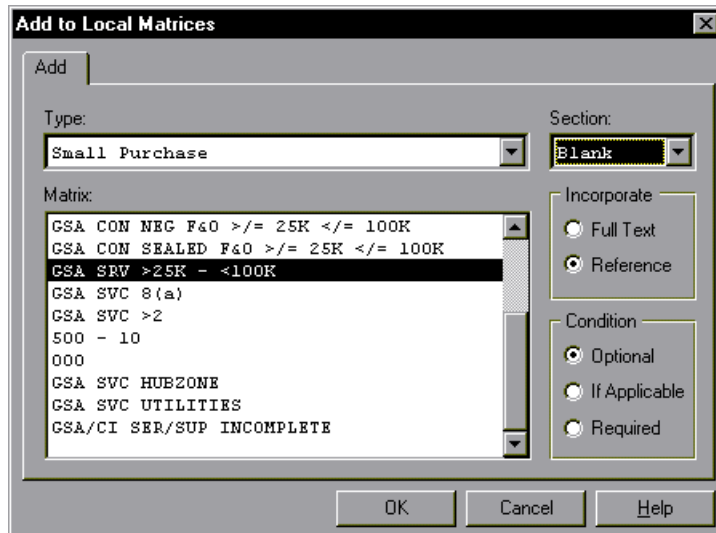 Add to Local Matrices
Add
Type: Section:
Small Purchase Blank
Matrix:
GSA CON NEG F&O >/= 25K </= 100K
GSA CON SEALED F&O >/= 25K </= 100K
GSA SRV >25K - <100K
GSA SVC 8(a)
GSA SVC >2
500 - 10
000
GSA SVC HUBZONE
GSA SVC UTILITIES
GSA/CI SER/SUP INCOMPLETE
Incorporate
Full Text
Reference
Condition
Optional
If Applicable
Required
OK Cancel Help